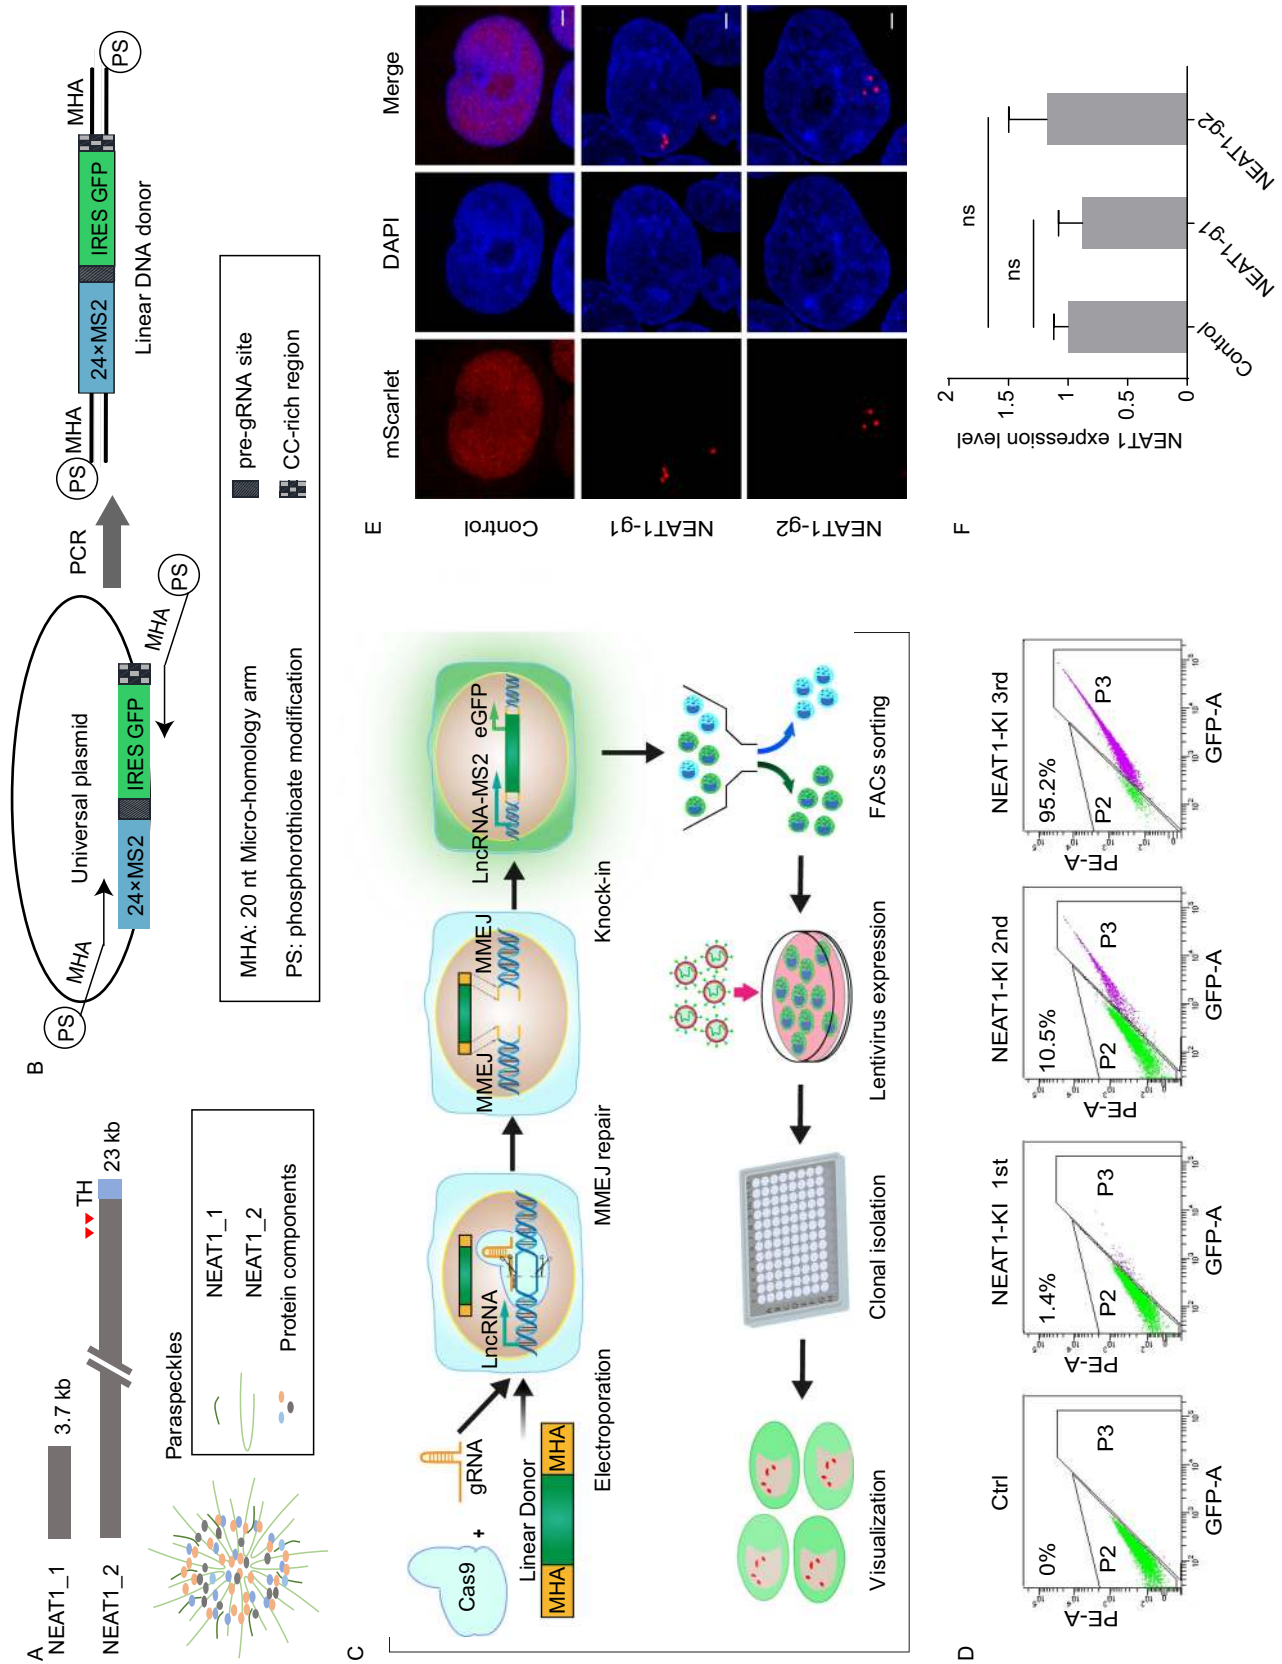 A
NEAT1_1
3.7 kb
NEAT1_2
TH
23 kb
Paraspeckles
NEAT1_1
NEAT1_2
Protein components
B
PS
MHA
Universal plasmid
24×MS2
IRES GFP
MHA
PS
PCR
PS
MHA
24×MS2
IRES GFP
MHA
PS
Linear DNA donor
MHA: 20 nt Micro-homology arm
pre-gRNA site
PS: phosphorothioate modification
CC-rich region
C
Cas9
+
gRNA
Linear Donor
MHA
MHA
Electroporation
LncRNA
MMEJ repair
MMEJ
MMEJ
Knock-in
LncRNA-MS2
eGFP
FACs sorting
Lentivirus expression
Clonal isolation
Visualization
D
Ctrl
0%
P2
P3
PE-A
GFP-A
NEAT1-KI 1st
1.4%
P2
P3
PE-A
GFP-A
NEAT1-KI 2nd
10.5%
P2
P3
PE-A
GFP-A
NEAT1-KI 3rd
95.2%
P2
P3
PE-A
GFP-A
E
mScarlet
DAPI
Merge
Control
NEAT1-g1
NEAT1-g2
F
NEAT1 expression level
2
1.5
1
0.5
0
ns
ns
Control
NEAT1-g1
NEAT1-g2